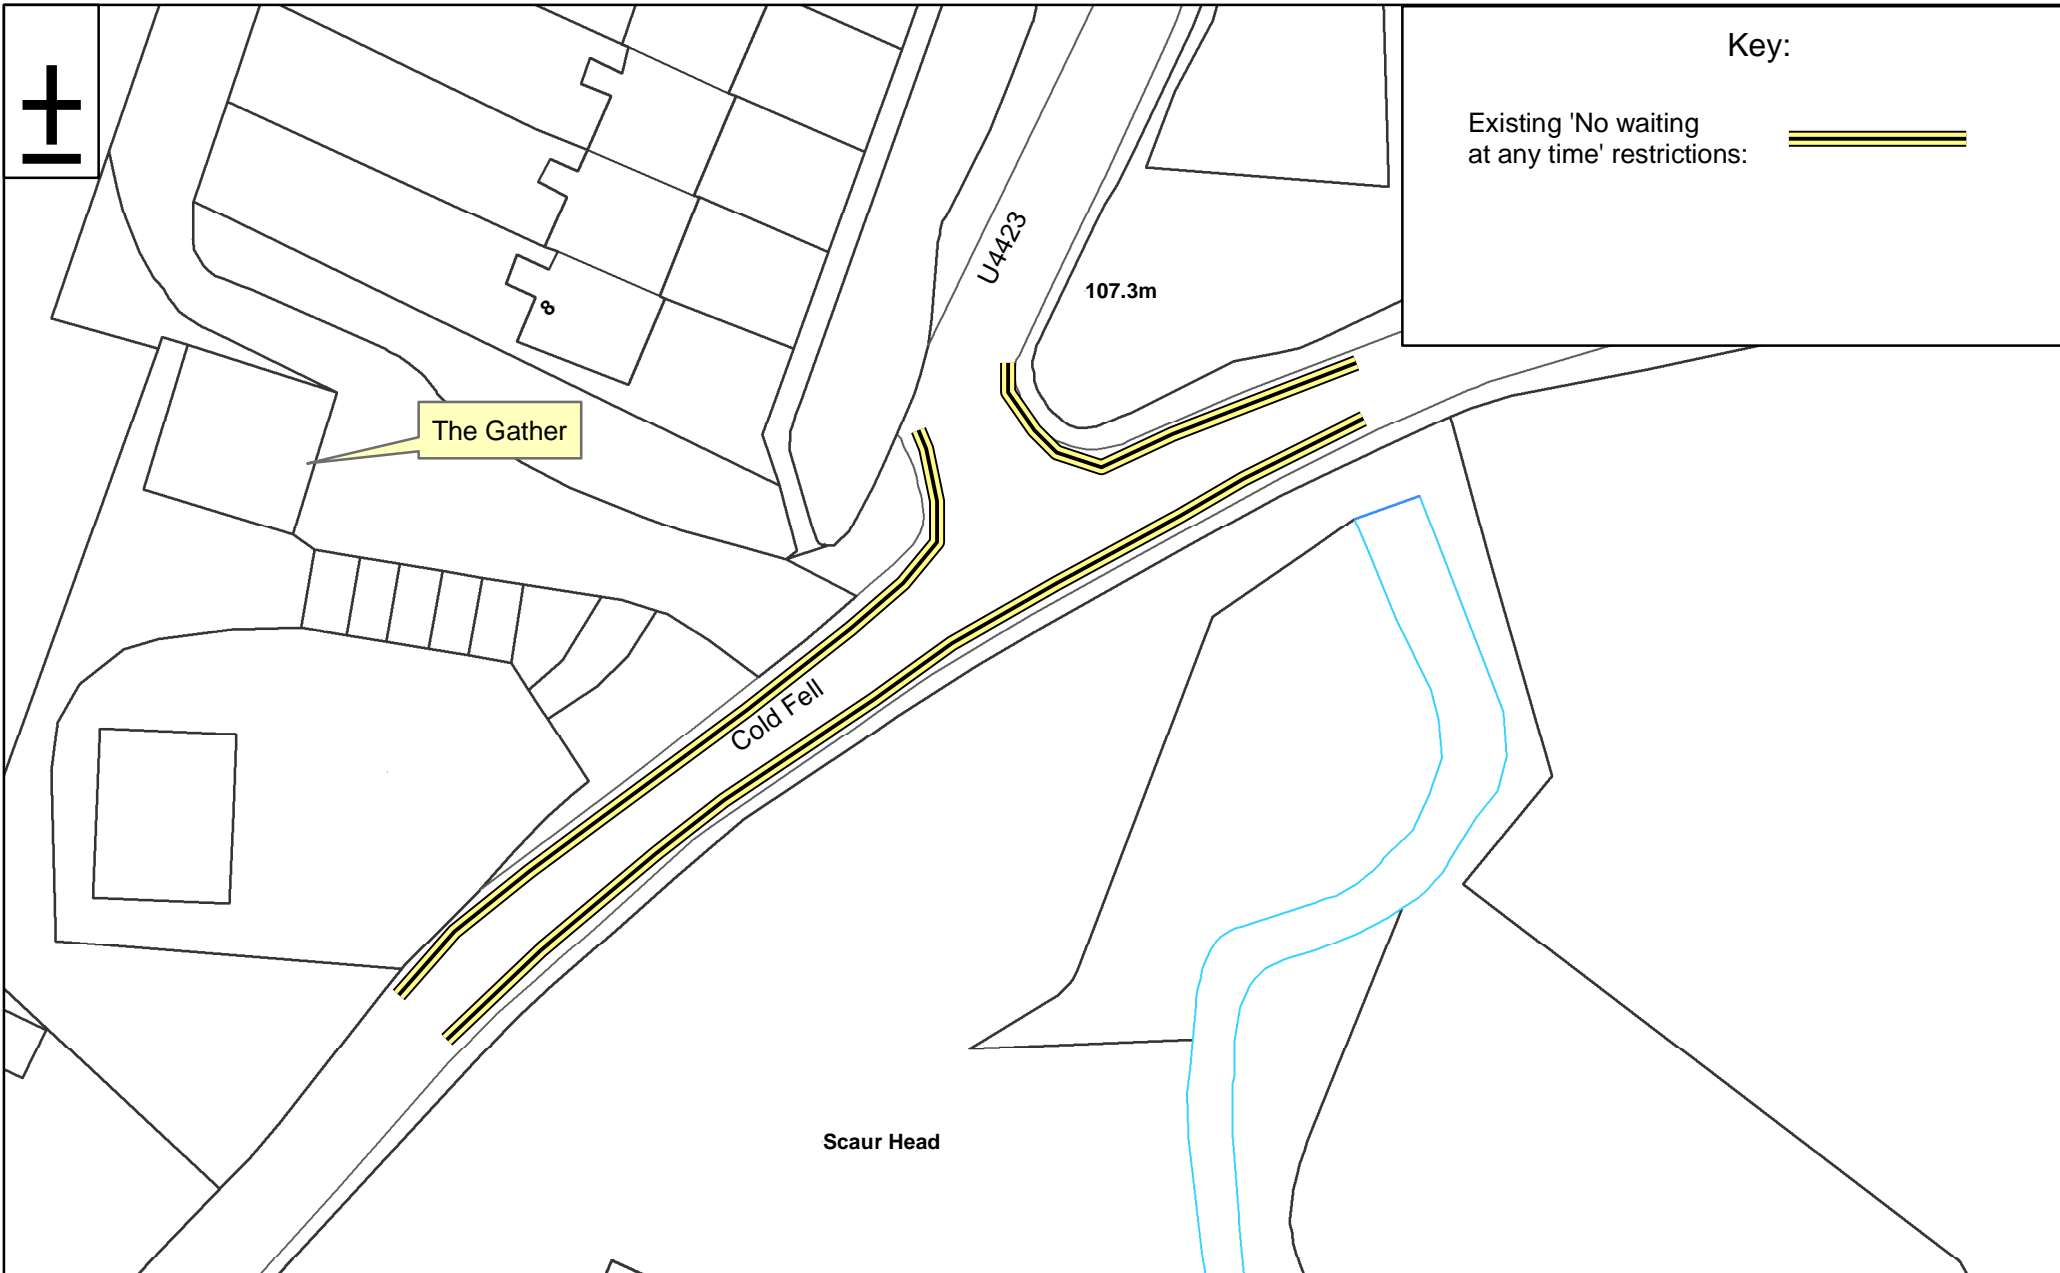 ±
Key:
Existing 'No waiting
at any time' restrictions:
U4423
107.3m
8
The Gather
Cold Fell
Scaur Head